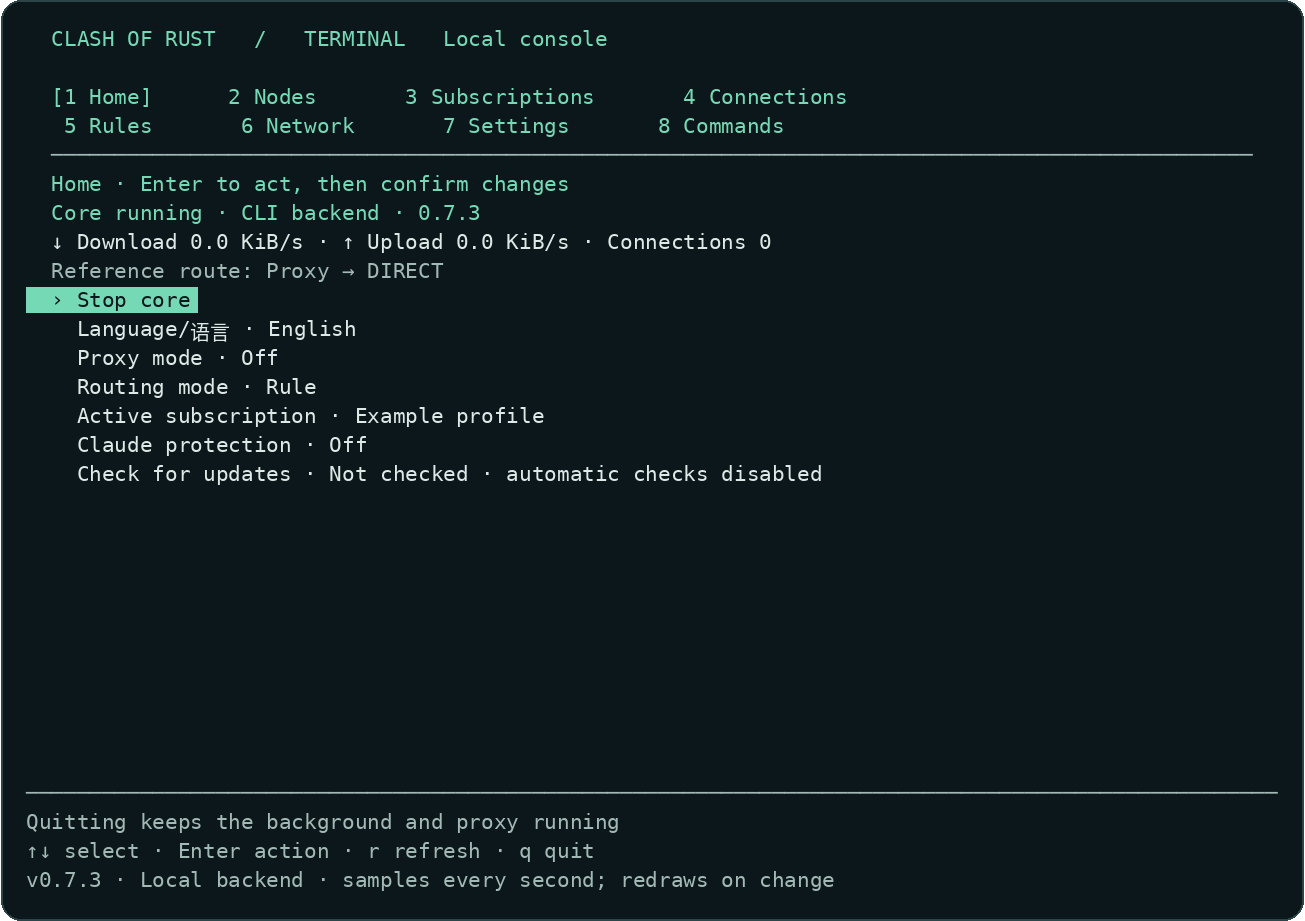 CLASH OF RUST / TERMINAL Local console
[1 Home] 2 Nodes 3 Subscriptions 4 Connections
5 Rules 6 Network 7 Settings 8 Commands
Home · Enter to act, then confirm changes
Core running · CLI backend · 0.7.3
↓ Download 0.0 KiB/s · ↑ Upload 0.0 KiB/s · Connections 0
Reference route: Proxy → DIRECT
› Stop core
Language/语言 · English
Proxy mode · Off
Routing mode · Rule
Active subscription · Example profile
Claude protection · Off
Check for updates · Not checked · automatic checks disabled
Quitting keeps the background and proxy running
↑↓ select · Enter action · r refresh · q quit
v0.7.3 · Local backend · samples every second; redraws on change